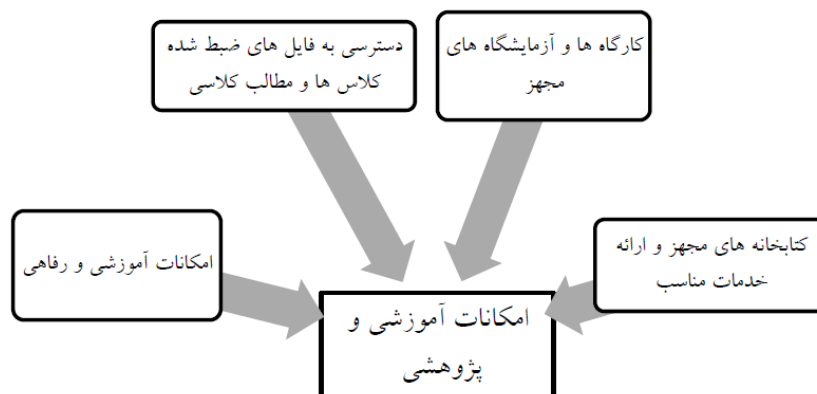 کارگاه ها و آزمایشگاه های
مجهز
دسترسی به فایل های ضبط شده
کلاس ها و مطالب کلاسی
کتابخانه های مجهز و ارائه
خدمات مناسب
امکانات آموزشی و رفاهی
امکانات آموزشی و
پژوهشی